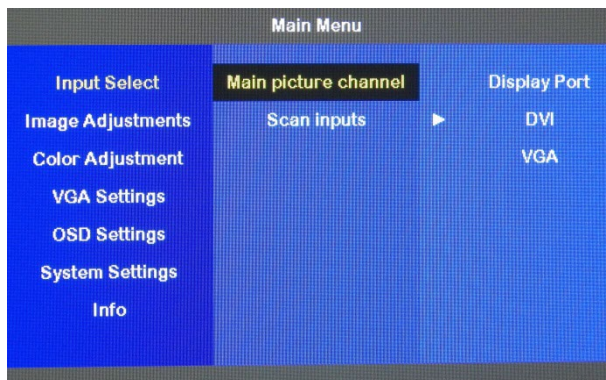 Main Menu
Input Select
Image Adjustments
Color Adjustment
VGA Settings
OSD Settings
System Settings
Info
Main picture channel
Scan inputs
Display Port
DVI
VGA